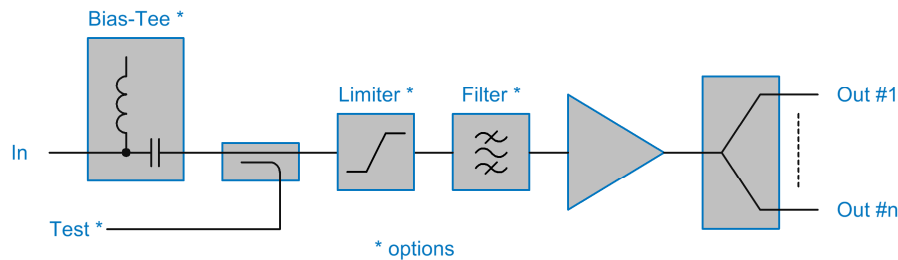 Bias-Tee *
Limiter *
Filter *
Out #1
In
Out #n
Test *
* options